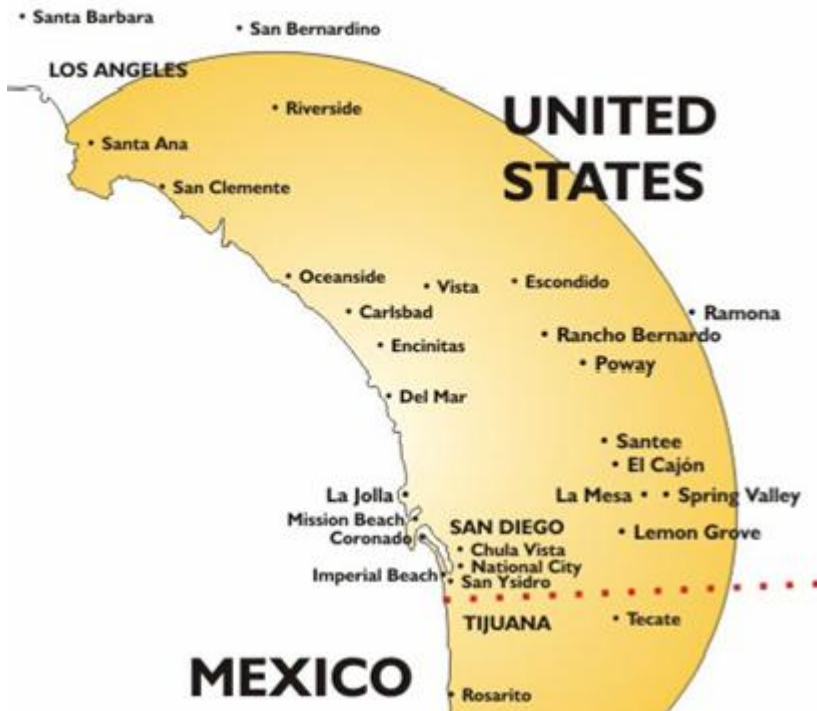 Santa Barbara
San Bernardino
LOS ANGELES
Riverside
UNITED
STATES
Santa Ana
San Clemente
Oceanside
Vista
Escondido
Carlsbad
Ramona
Rancho Bernardo
Encinitas
Poway
Del Mar
Santee
El Cajón
La Jolla
La Mesa
Spring Valley
Mission Beach
SAN DIEGO
Lemon Grove
Coronado
Chula Vista
National City
Imperial Beach
San Ysidro
TIJUANA
Tecate
MEXICO
Rosarito